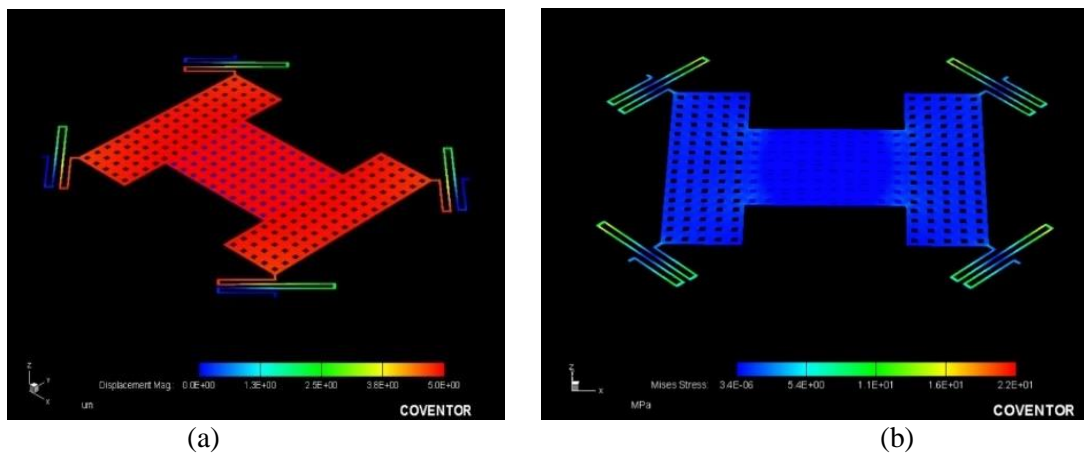 Z
Y
X
Displacement Mag.: 0.0E+00 1.3E+00 2.5E+00 3.8E+00 5.0E+00
um
COVENTOR
(a)
Z
X
Mises Stress: 3.4E-06 5.4E+00 1.1E+01 1.6E+01 2.2E+01
MPa
COVENTOR
(b)